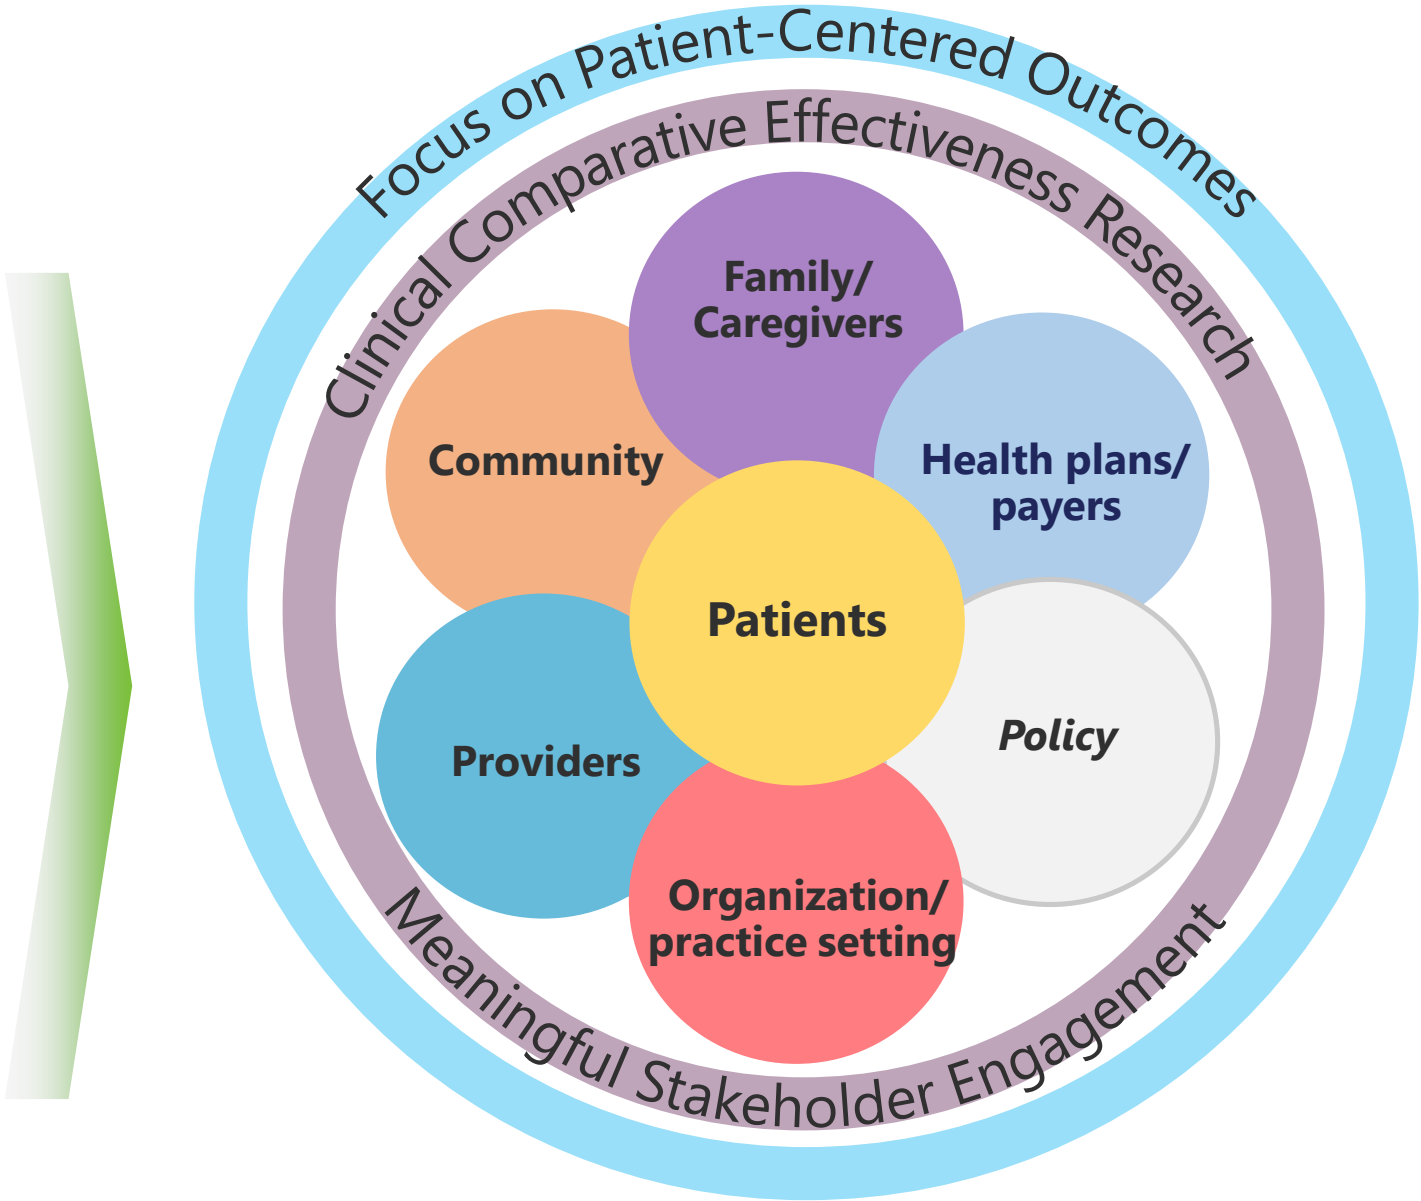 Focus on Patient-Centered Outcomes
Clinical Comparative Effectiveness Research
Family/
Caregivers
Community
Health plans/
payers
Patients
Policy
Providers
Organization/
practice setting
Meaningful Stakeholder Engagement